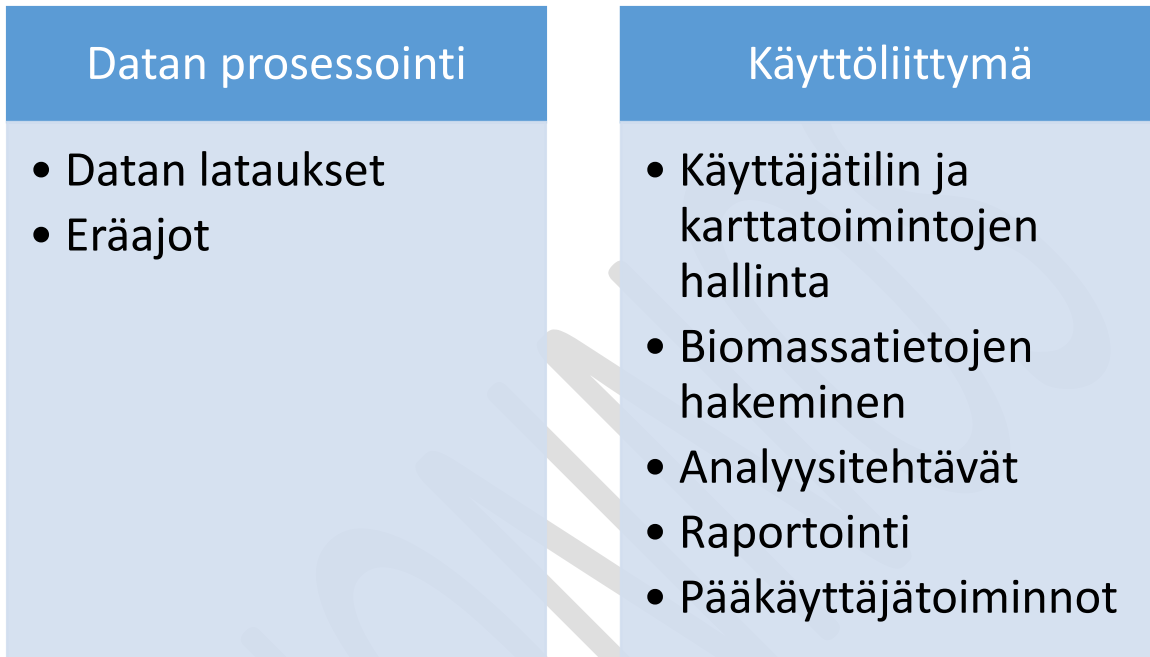 Datan prosessointi
• Datan lataukset
• Eräajot
Käyttöliittymä
• Käyttäjätilin ja
karttatoimintojen
hallinta
• Biomassatietojen
hakeminen
• Analyysitehtävät
• Raportointi
• Pääkäyttäjätoiminnot